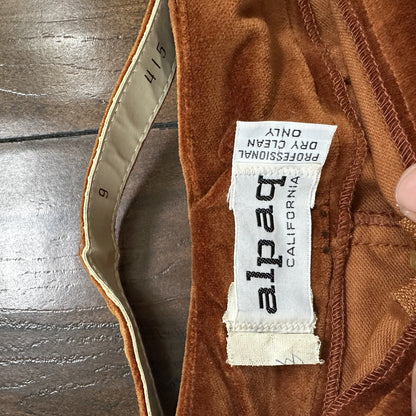 415
9
PROFESSIONAL
DRY CLEAN
ONLY
alpaq
CALIFORNIA